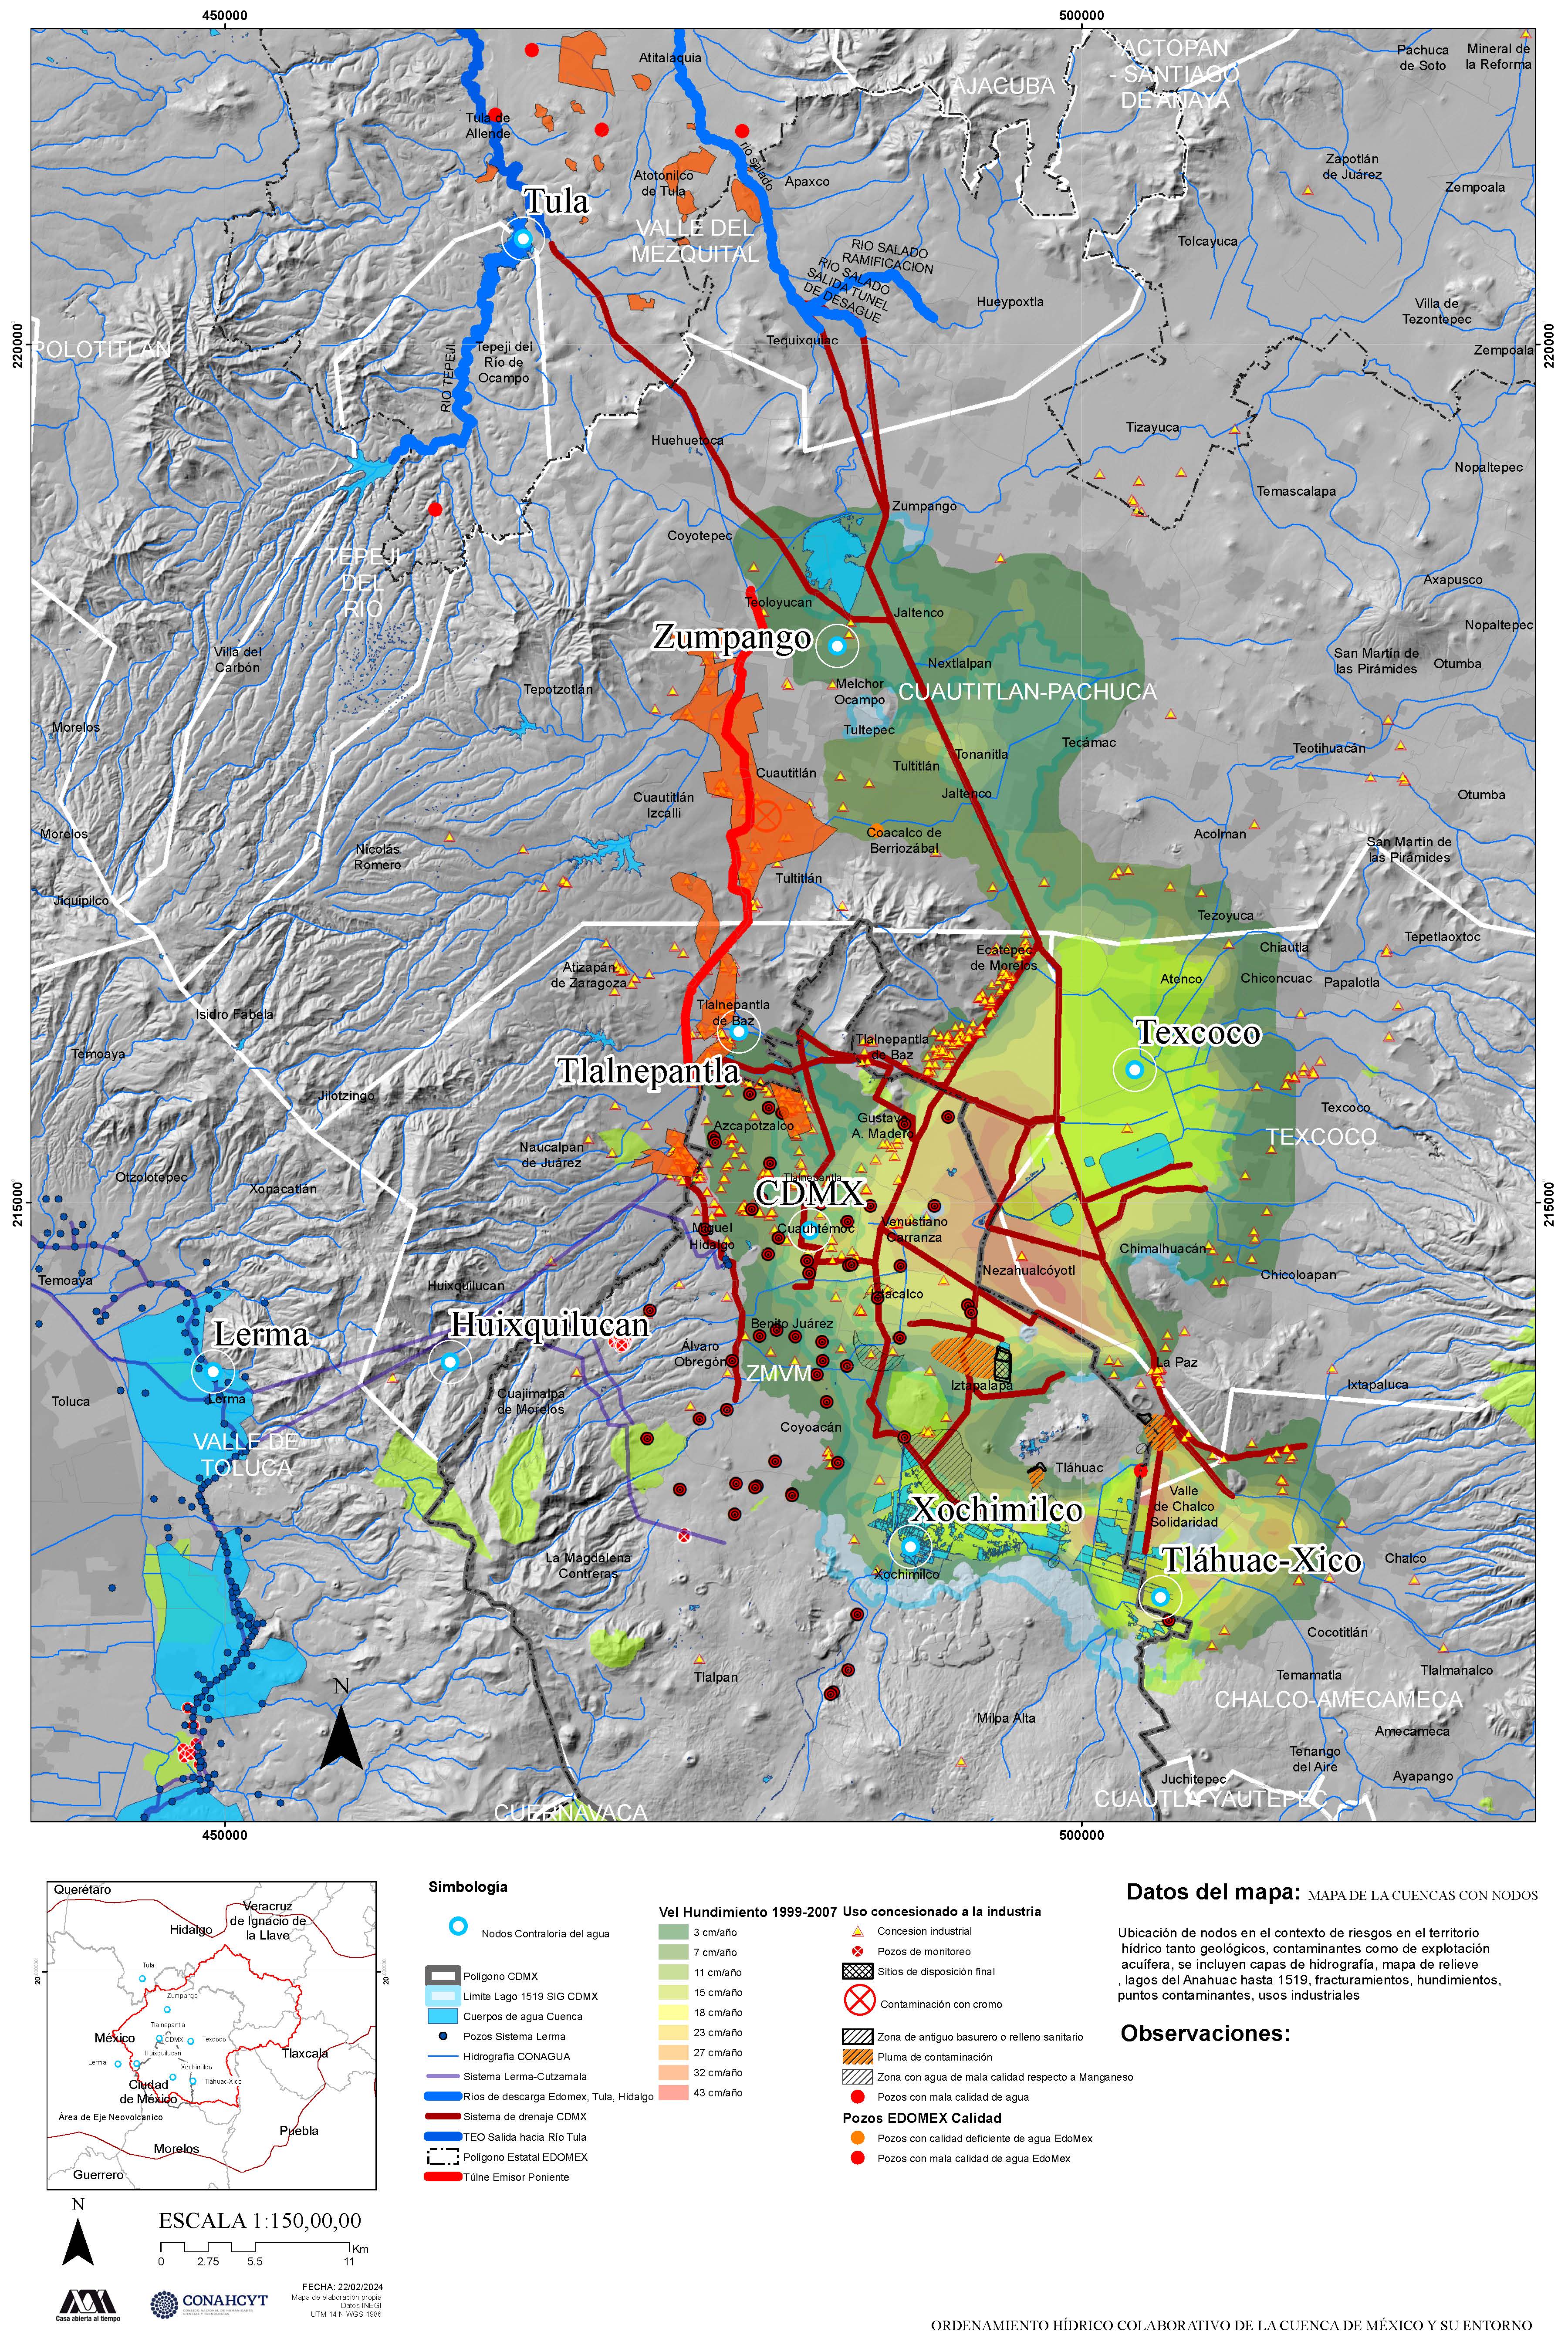 450000
500000
ACTOPAN
- SANTIAGO
DE ANAYA
Pachuca
de Soto
Mineral de
la Reforma
Atitalaquia
AJACUBA
Tula de
Allende
rio salado
Zapotlán
de Juárez
Atotonilco
de Tula
Apaxco
Zempoala
Tula
VALLE DEL
MEZQUITAL
Tolcayuca
RIO SALADO
RAMIFICACION
RIO SALADO
SALIDA TUNEL
DE DESAGUE
Hueypoxtla
Villa de
Tezontepec
220000
220000
Tequixquiac
POLOTITLAN
Tepeji del
Río de
Ocampo
Zempoala
RIO TEPEJI
Huehuetoca
Tizayuca
Nopaltepec
Temascalapa
Zumpango
Coyotepec
TEPEJI
DEL
RIO
Axapusco
Teoloyucan
Jaltenco
Nopaltepec
Zumpango
Villa del
Carbón
Nextlalpan
San Martín de
las Pirámides
Otumba
Tepotzotlán
Melchor
Ocampo
CUAUTITLAN-PACHUCA
Morelos
Tultepec
Tecámac
Teotihuacán
Tonanitla
Tultitlán
Cuautitlán
Jaltenco
Otumba
Cuautitlán
Izcalli
Morelos
Coacalco de
Berriozábal
Acolman
San Martín de
las Pirámides
Nicolás
Romero
Tultitlán
Jiquipilco
Tezoyuca
Tepetlaoxtoc
Ecatepec
de Morelos
Chiautla
Atizapán
de Zaragoza
Atenco
Chiconcuac
Papalotla
Tlalnepantla
de Baz
Isidro Fabela
Texcoco
Tlalnepantla
de Baz
Temoaya
Tlalnepantla
Jilotzingo
Texcoco
Gustavo
A. Madero
Azcapotzalco
TEXCOCO
Naucalpan
de Juárez
Otzolotepec
Tlalnepantla
Xonacatlán
CDMX
215000
215000
Cuauhtémoc
Venustiano
Carranza
Miguel
Hidalgo
Chimalhuacán
Nezahualcóyotl
Chicoloapan
Temoaya
Huixquilucan
Iztacalco
Huixquilucan
Benito Juárez
Lerma
Álvaro
Obregón
La Paz
ZMVM
Iztapalapa
Ixtapaluca
Toluca
Lerma
Cuajimalpa
de Morelos
Coyoacán
VALLE DE
TOLUCA
Tláhuac
Valle
de Chalco
Solidaridad
Xochimilco
La Magdalena
Contreras
Tláhuac-Xico
Chalco
Xochimilco
Cocotitlán
Tlalpan
Temamatla
Tlalmanalco
N
CHALCO-AMECAMECA
Milpa Alta
Amecameca
Tenango
del Aire
Juchitepec
Ayapango
CUERNAVACA
CUAUTLA-YAUTEPEC
450000
500000
Querétaro
Hidalgo
Veracruz
de Ignacio de
la Llave
20
20
Tula
Zumpango
Tlalnepantla
México
CDMX
Texcoco
Huixquilucan
Lerma
Xochimilco
Tlaxcala
Ciudad
de México
Tláhuac-Xico
Área de Eje Neovolcanico
Puebla
Morelos
Guerrero
N
ESCALA 1:150,00,00
Km
0 2.75 5.5 11
Casa abierta al tiempo
CONAHCYT
FECHA: 22/02/2024
Mapa de elaboración propia
Datos INEGI
UTM 14 N WGS 1986
Simbología
Nodos Contraloría del agua
Poligono CDMX
Limite Lago 1519 SIG CDMX
Cuerpos de agua Cuenca
Pozos Sistema Lerma
Hidrografia CONAGUA
Sistema Lerma-Cutzamala
Rios de descarga Edomex, Tula, Hidalgo
Sistema de drenaje CDMX
TEO Salida hacia Río Tula
Poligono Estatal EDOMEX
Túlne Emisor Poniente
Vel Hundimiento 1999-2007
3 cm/año
7 cm/año
11 cm/año
15 cm/año
18 cm/año
23 cm/año
27 cm/año
32 cm/año
43 cm/año
Uso concesionado a la industria
Concesion industrial
Pozos de monitoreo
Sitios de disposición final
Contaminación con cromo
Zona de antiguo basurero o relleno sanitario
Pluma de contaminación
Zona con agua de mala calidad respecto a Manganeso
Pozos con mala calidad de agua
Pozos EDOMEX Calidad
Pozos con calidad deficiente de agua EdoMex
Pozos con mala calidad de agua EdoMex
Datos del mapa: MAPA DE LA CUENCAS CON NODOS
Ubicación de nodos en el contexto de riesgos en el territorio
hídrico tanto geológicos, contaminantes como de explotación
acuífera, se incluyen capas de hidrografía, mapa de relieve
, lagos del Anahuac hasta 1519, fracturamientos, hundimientos,
puntos contaminantes, usos industriales
Observaciones:
ORDENAMIENTO HÍDRICO COLABORATIVO DE LA CUENCA DE MÉXICO Y SU ENTORNO